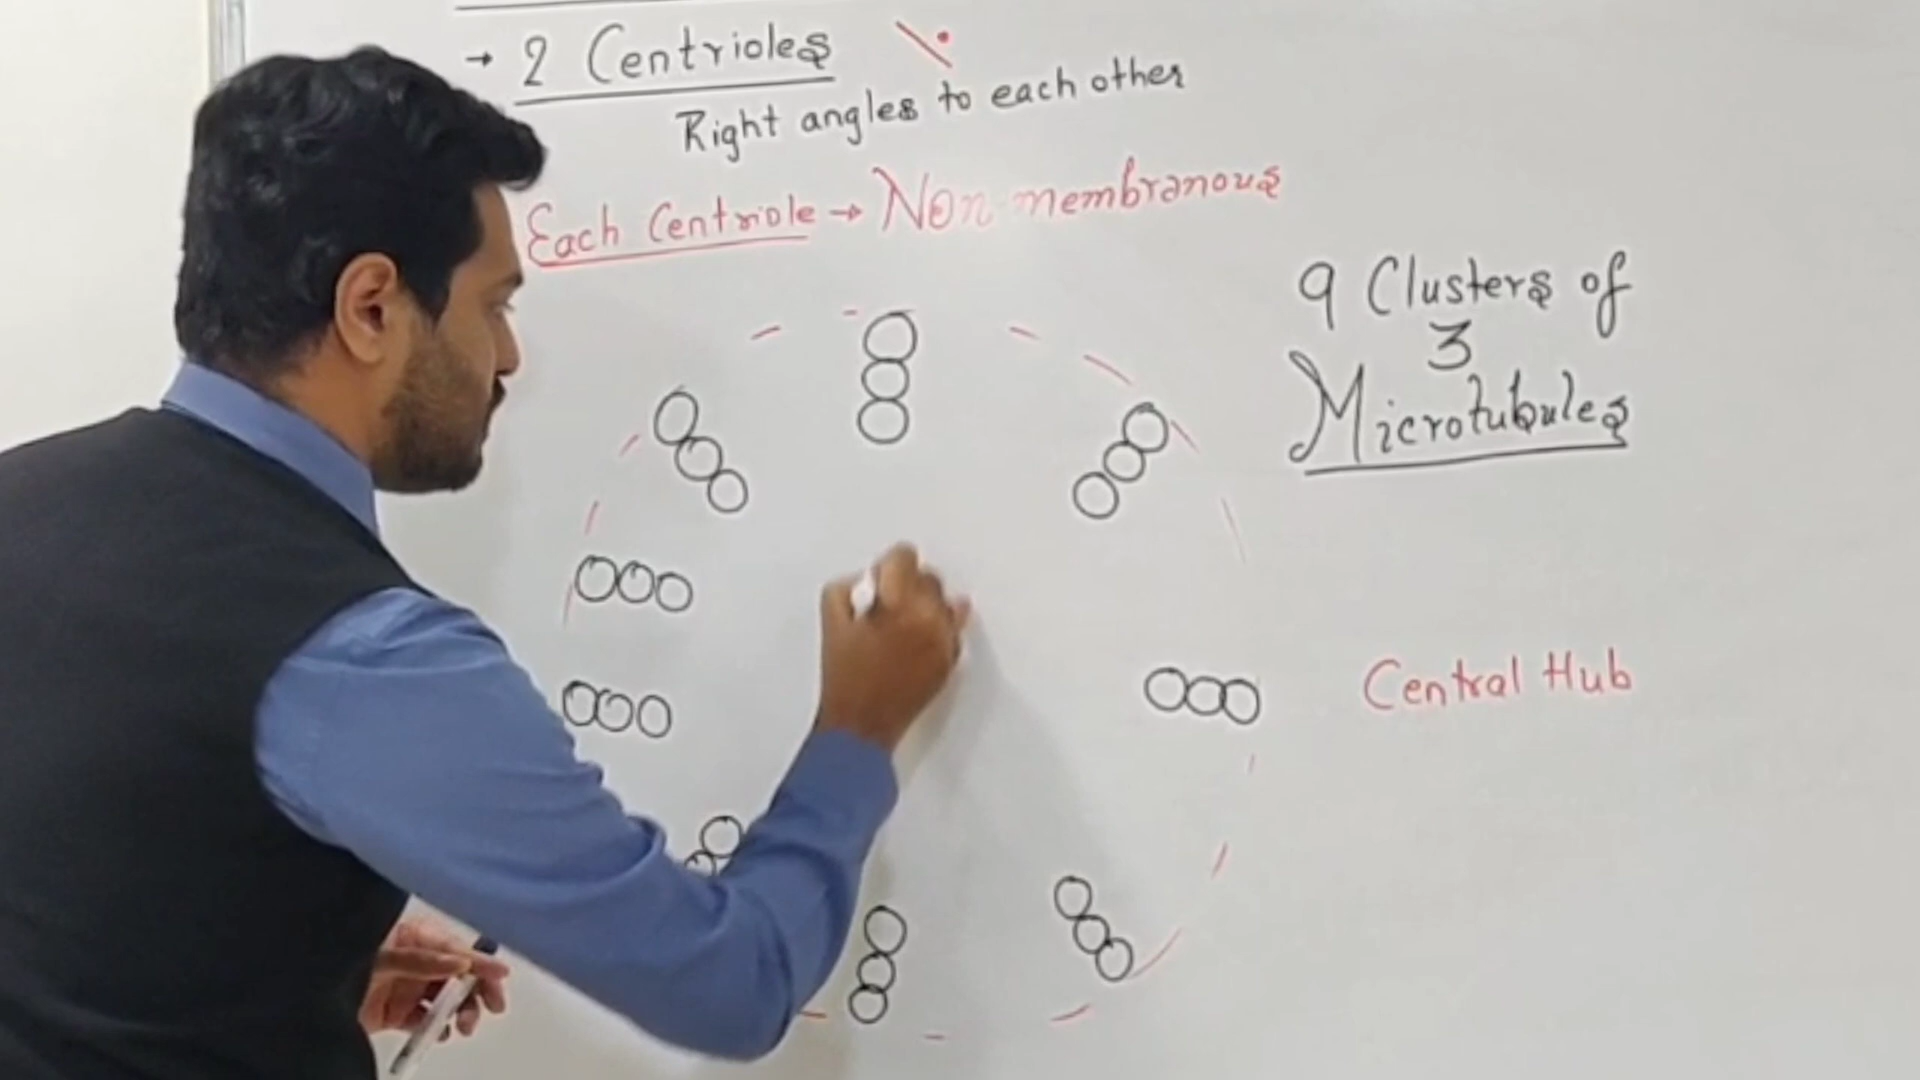 → 2 Centrioles
Right angles to each other
Each Centriole → Non membranous
9 Clusters of
3
Microtubules
Central Hub